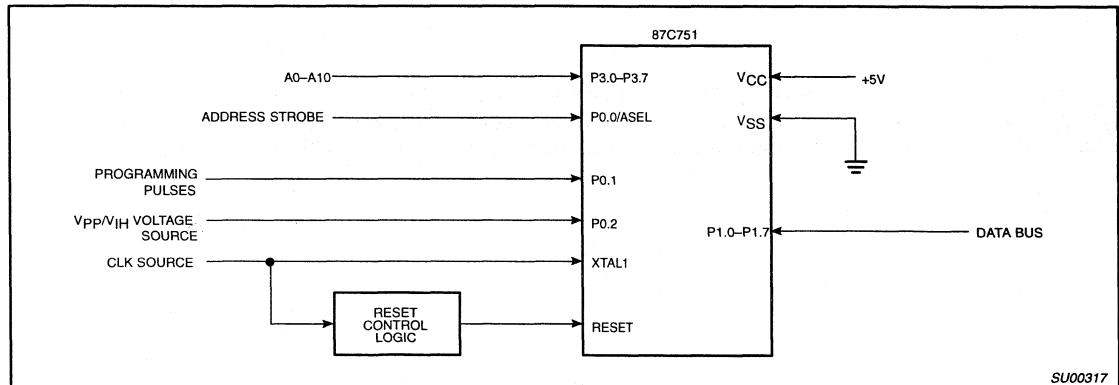 87C751
A0–A10
P3.0–P3.7
VCC
+5V
ADDRESS STROBE
P0.0/ASEL
VSS
PROGRAMMING
PULSES
P0.1
VPP/VIH VOLTAGE
SOURCE
P0.2
P1.0–P1.7
DATA BUS
CLK SOURCE
XTAL1
RESET
CONTROL
LOGIC
RESET
SU00317